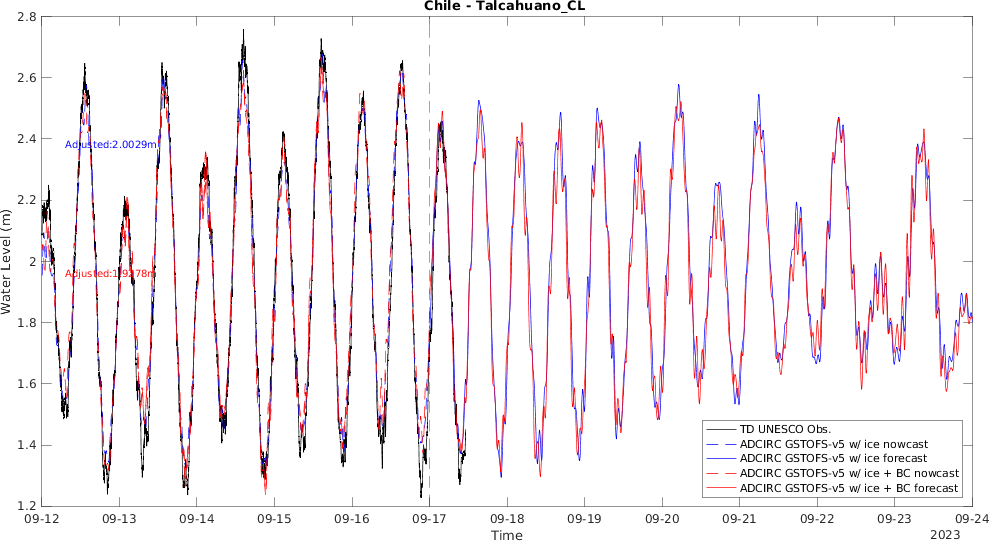 Chile - Talcahuano_CL
2.8
2.6
2.4
2.2
2
1.8
1.6
1.4
1.2
Water Level (m)
Adjusted:2.0029m
Adjusted:1.9278m
TD UNESCO Obs.
ADCIRC GSTOFS-v5 w/ ice nowcast
ADCIRC GSTOFS-v5 w/ ice forecast
ADCIRC GSTOFS-v5 w/ ice + BC nowcast
ADCIRC GSTOFS-v5 w/ ice + BC forecast
09-12 09-13 09-14 09-15 09-16 09-17 09-18 09-19 09-20 09-21 09-22 09-23 09-24
Time
2023